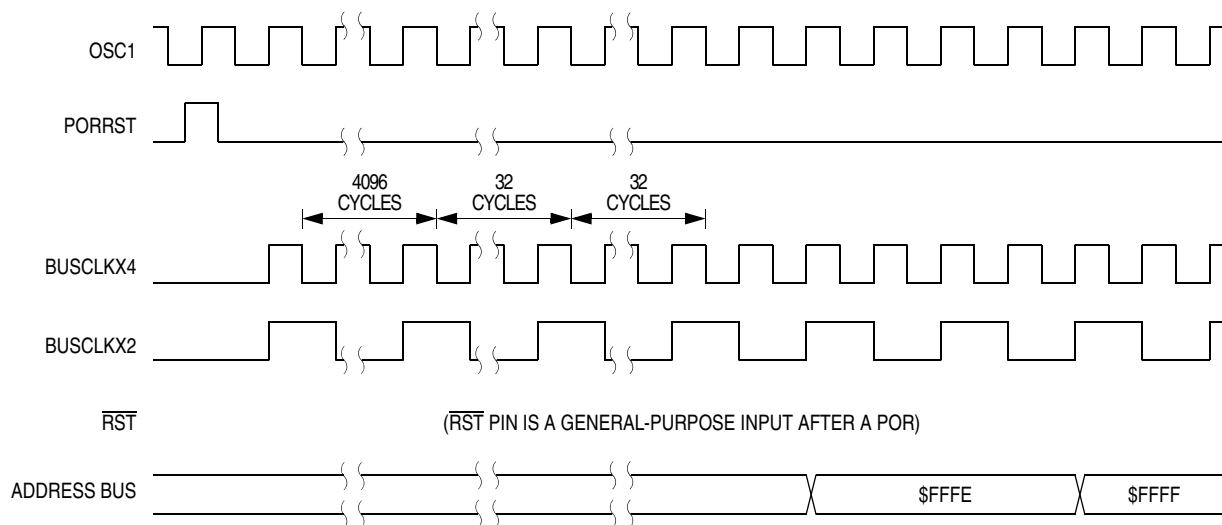 OSC1
PORRST
4096
CYCLES
32
CYCLES
32
CYCLES
BUSCLKX4
BUSCLKX2
RST
(RST PIN IS A GENERAL-PURPOSE INPUT AFTER A POR)
ADDRESS BUS
$FFFE
$FFFF